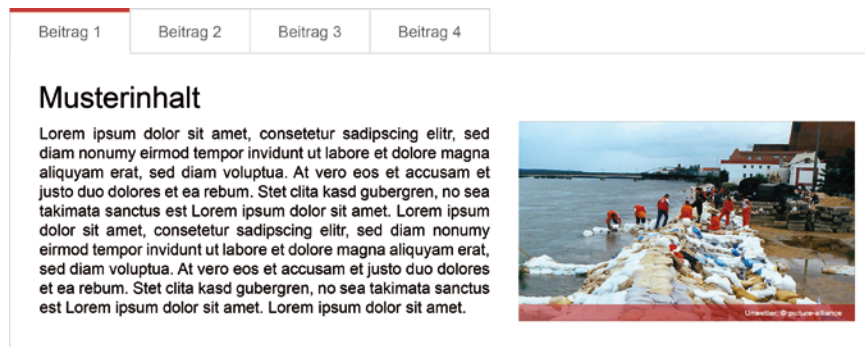 Beitrag 1 Beitrag 2 Beitrag 3 Beitrag 4
Musterinhalt
Lorem ipsum dolor sit amet, consetetur sadipscing elitr, sed
diam nonumy eirmod tempor invidunt ut labore et dolore magna
aliquyam erat, sed diam voluptua. At vero eos et accusam et
justo duo dolores et ea rebum. Stet clita kasd gubergren, no sea
takimata sanctus est Lorem ipsum dolor sit amet. Lorem ipsum
dolor sit amet, consetetur sadipscing elitr, sed diam nonumy
eirmod tempor invidunt ut labore et dolore magna aliquyam erat,
sed diam voluptua. At vero eos et accusam et justo duo dolores
et ea rebum. Stet clita kasd gubergren, no sea takimata sanctus
est Lorem ipsum dolor sit amet. Lorem ipsum dolor sit amet.
Unwetter; © picture-alliance